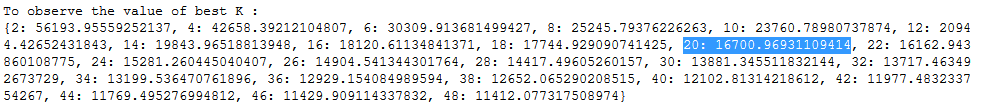 To observe the value of best K :
{2: 56193.95559252137, 4: 42658.39212104807, 6: 30309.913681499427, 8: 25245.79376226263, 10: 23760.78980737874, 12: 2094
4.42652431843, 14: 19843.96518813948, 16: 18120.61134841371, 18: 17744.929090741425, 20: 16700.96931109414, 22: 16162.943
860108775, 24: 15281.260445040407, 26: 14904.541344301764, 28: 14417.49605260157, 30: 13881.345511832144, 32: 13717.46349
2673729, 34: 13199.536470761896, 36: 12929.154084989594, 38: 12652.065290208515, 40: 12102.81314218612, 42: 11977.4832337
54267, 44: 11769.495276994812, 46: 11429.909114337832, 48: 11412.077317508974}